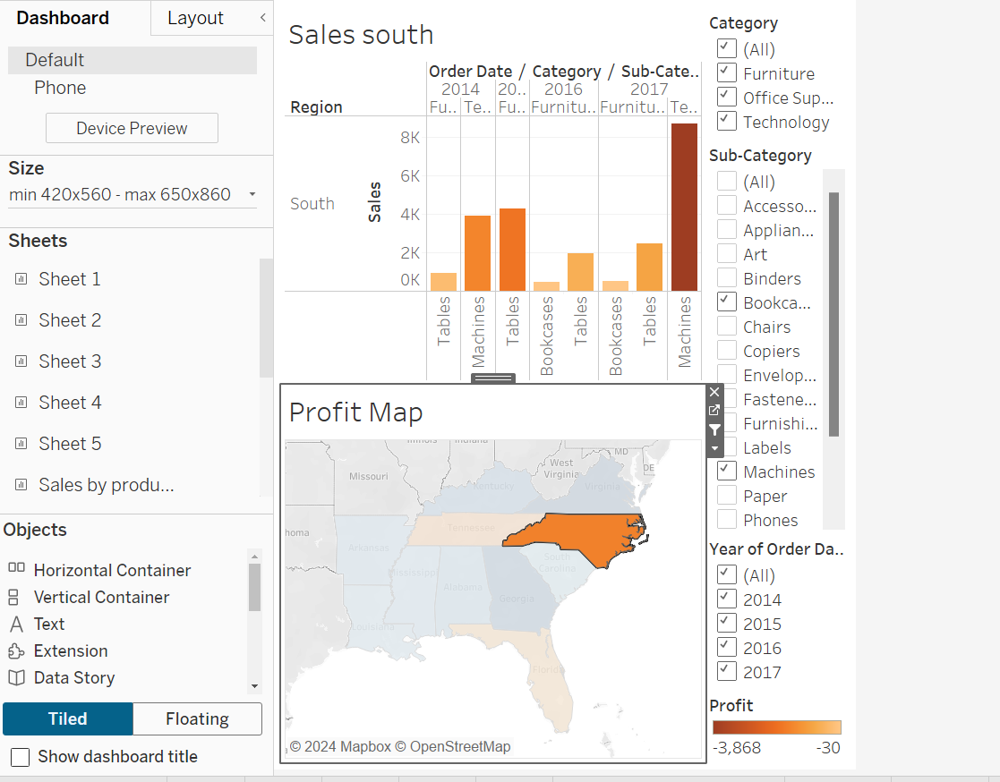 Dashboard
Layout
Default
Phone
Device Preview
Size
min 420x560 - max 650x860
Sheets
Sheet 1
Sheet 2
Sheet 3
Sheet 4
Sheet 5
Sales by produ...
Objects
Horizontal Container
Vertical Container
Text
Extension
Data Story
Tiled
Floating
Show dashboard title
Sales south
Order Date / Category / Sub-Cate..
2014 20.. 2016 2017
Region
Fu.. Te.. Fu.. Furnitu.. Furnitu.. Te..
South
Sales
8K
6K
4K
2K
0K
Tables
Machines
Tables
Bookcases
Tables
Bookcases
Tables
Machines
Profit Map
Illinois
Indiana
Missouri
West
Virginia
MD
DE
Kentucky
Virginia
homa
Tennessee
Arkansas
South
Carolina
Mississippi
Alabama
Georgia
Louisiana
Florida
© 2024 Mapbox © OpenStreetMap
Category
(All)
Furniture
Office Sup...
Technology
Sub-Category
(All)
Accesso...
Applian...
Art
Binders
Bookca...
Chairs
Copiers
Envelop...
Fastene...
Furnishi...
Labels
Machines
Paper
Phones
Year of Order Da..
(All)
2014
2015
2016
2017
Profit
-3,868 -30